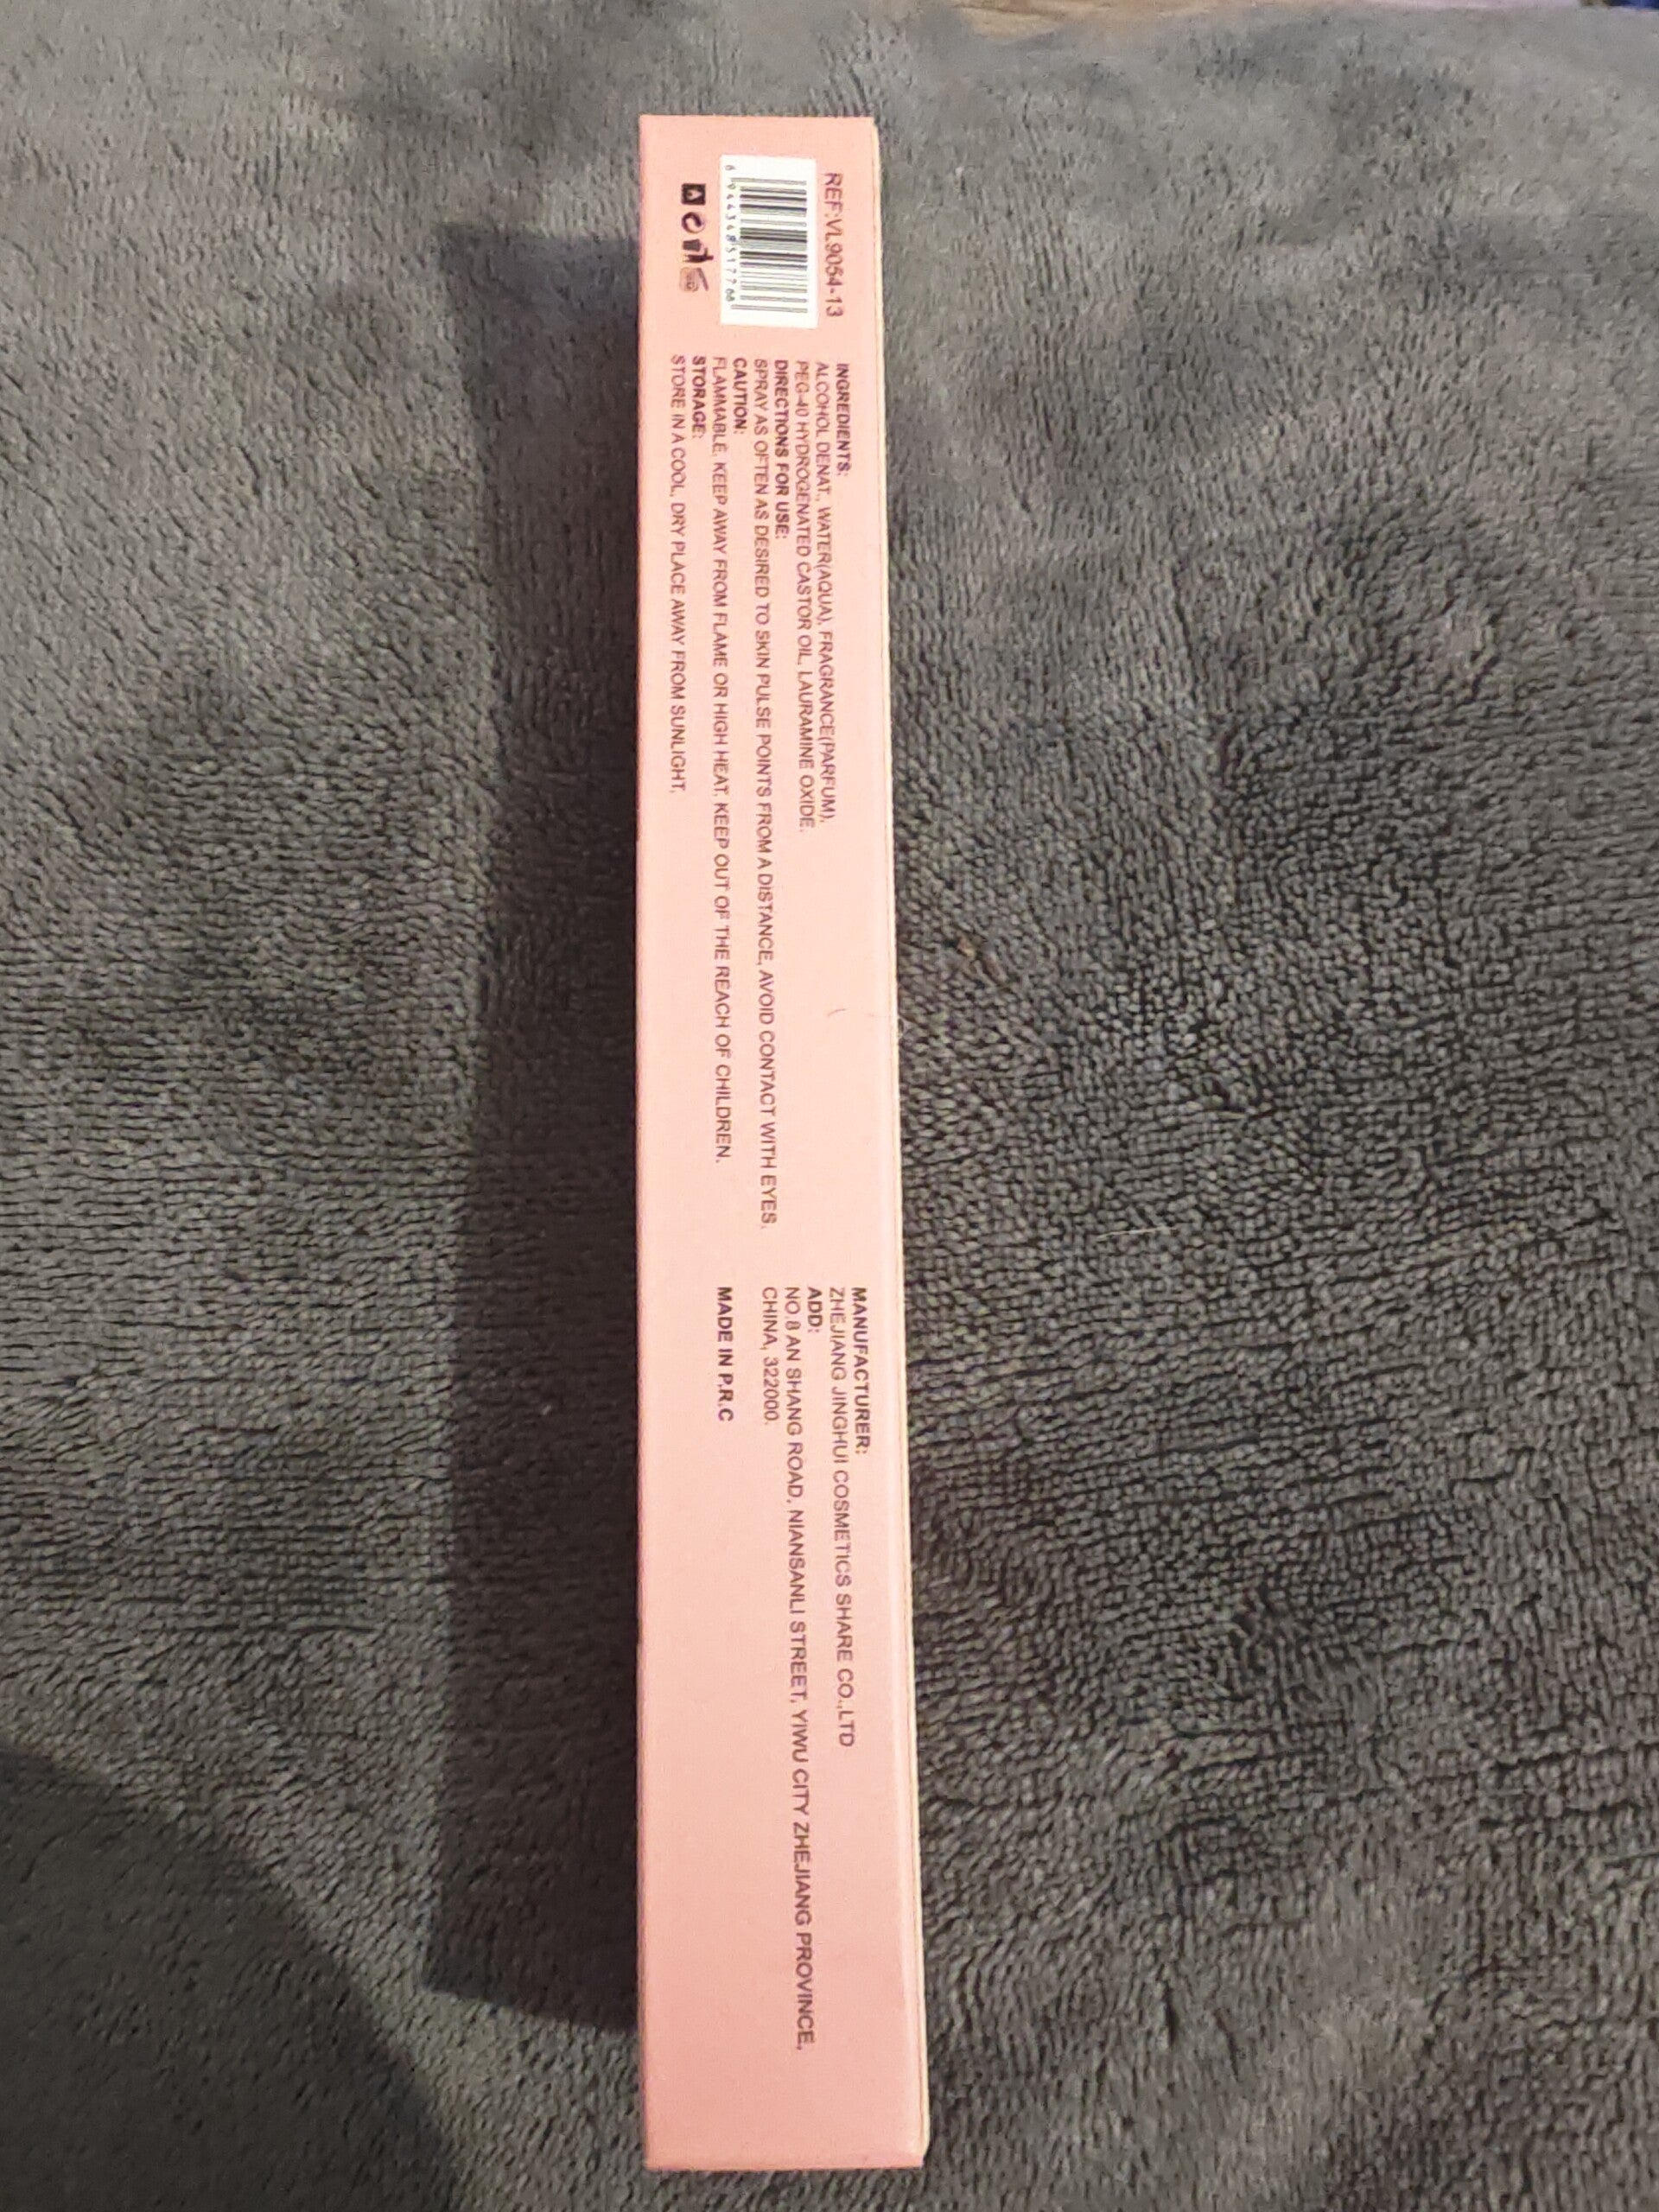 REF:VL9054-13
6 944348 517766
INGREDIENTS:
ALCOHOL DENAT., WATER(AQUA), FRAGRANCE(PARFUM),
PEG-40 HYDROGENATED CASTOR OIL, LAURAMINE OXIDE.
DIRECTIONS FOR USE:
SPRAY AS OFTEN AS DESIRED TO SKIN PULSE POINTS FROM A DISTANCE, AVOID CONTACT WITH EYES.
CAUTION:
FLAMMABLE. KEEP AWAY FROM FLAME OR HIGH HEAT. KEEP OUT OF THE REACH OF CHILDREN.
STORAGE:
STORE IN A COOL, DRY PLACE AWAY FROM SUNLIGHT.
MANUFACTURER:
ZHEJIANG JINGHUI COSMETICS SHARE CO.,LTD
ADD:
NO.8 AN SHANG ROAD, NIANSANLI STREET, YIWU CITY ZHEJIANG PROVINCE,
CHINA, 322000.
MADE IN P.R.C